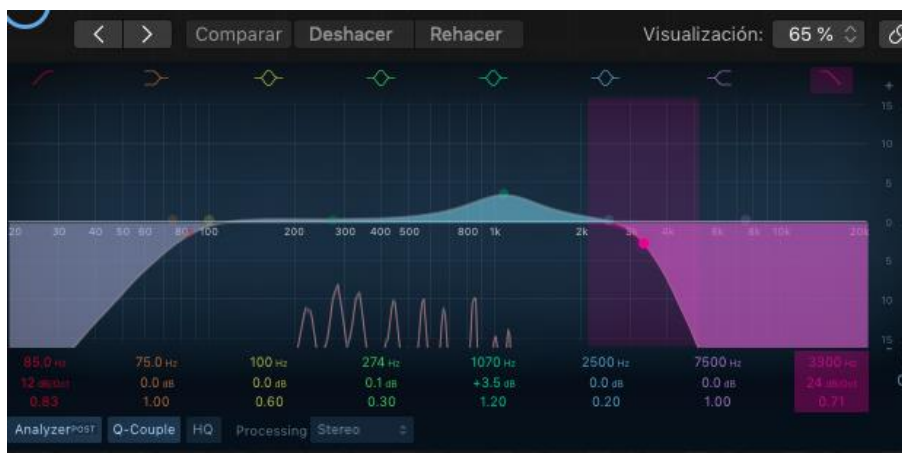 Comparar Deshacer Rehacer Visualización: 65 %
+
15
10
5
0
20 30 40 50 60 80 100 200 300 400 500 800 1k 2k 3k 4k 6k 8k 10k 20k
5
10
15
-
85.0 Hz 75.0 Hz 100 Hz 274 Hz 1070 Hz 2500 Hz 7500 Hz 3300 Hz
12 dB/Oct 0.0 dB 0.0 dB 0.1 dB +3.5 dB 0.0 dB 0.0 dB 24 dB/Oct
0.83 1.00 0.60 0.30 1.20 0.20 1.00 0.71
Analyzer POST Q-Couple HQ Processing Stereo